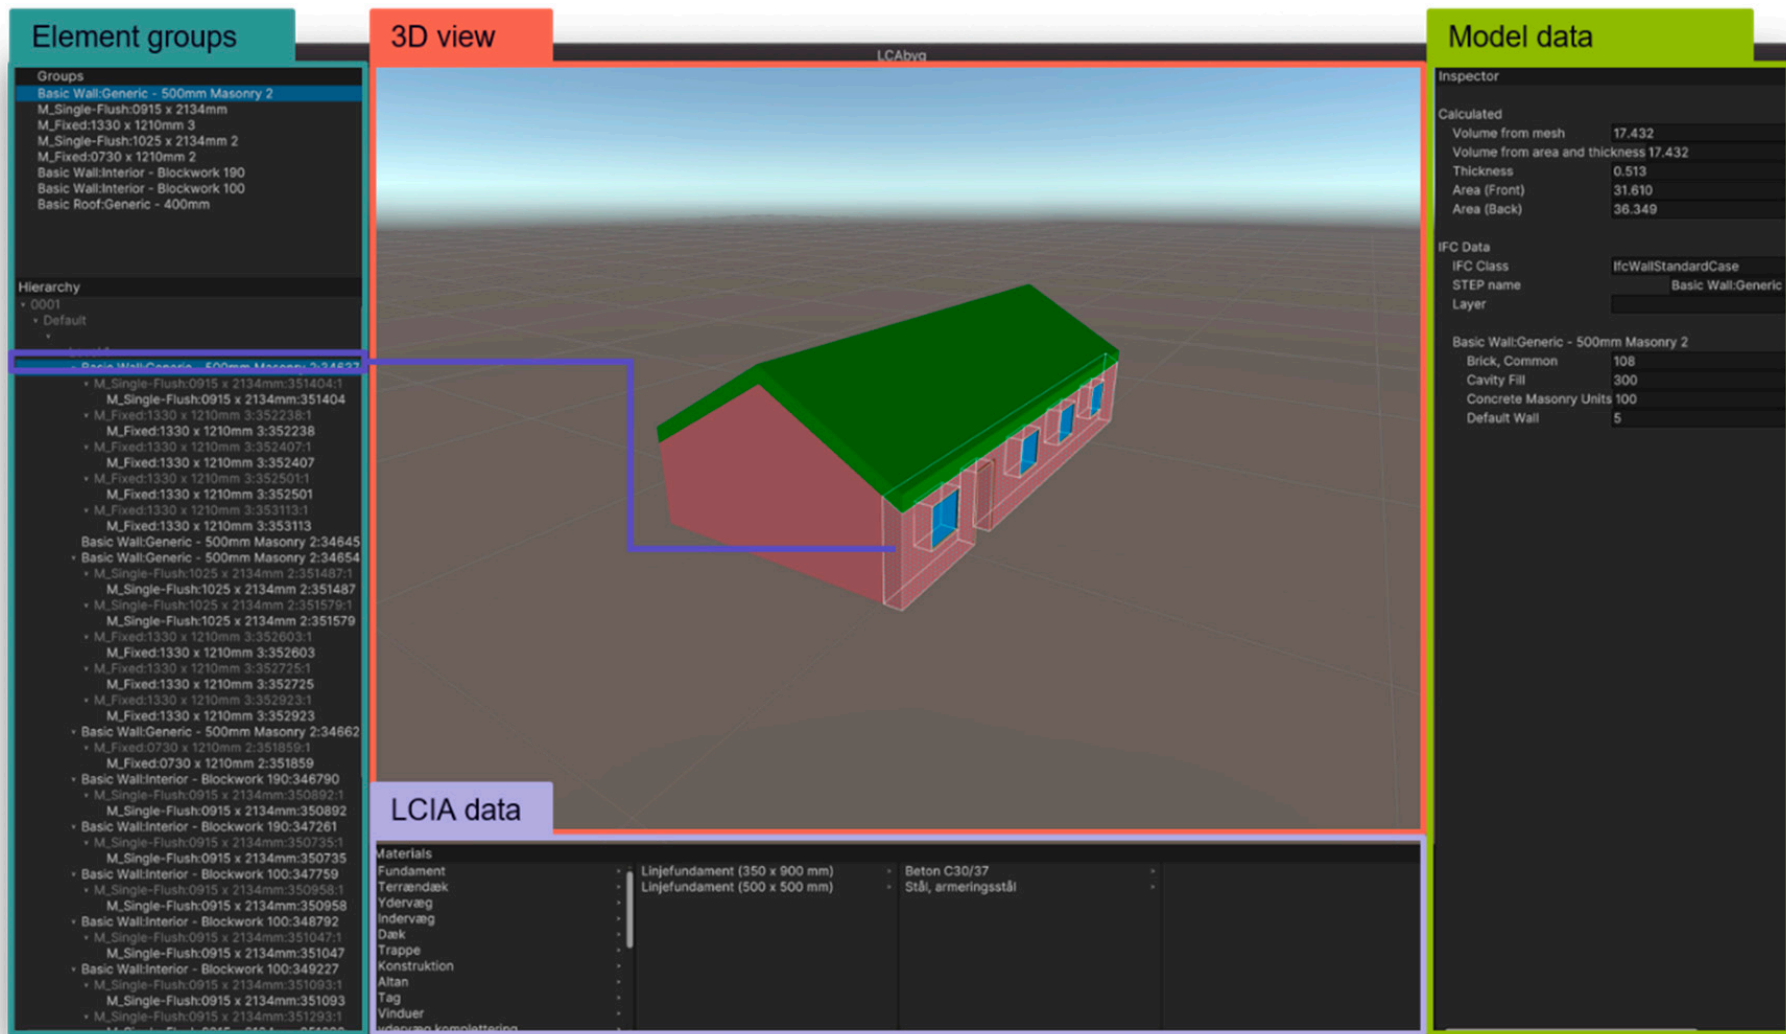 Element groups
3D view
Model data
LCAbyg
Groups
Basic Wall:Generic - 500mm Masonry 2
M_Single-Flush:0915 x 2134mm
M_Fixed:1330 x 1210mm 3
M_Single-Flush:1025 x 2134mm 2
M_Fixed:0730 x 1210mm 2
Basic Wall:Interior - Blockwork 190
Basic Wall:Interior - Blockwork 100
Basic Roof:Generic - 400mm
Hierarchy
0001
Default
Basic Wall:Generic - 500mm Masonry 2:34637
M_Single-Flush:0915 x 2134mm:351404:1
M_Single-Flush:0915 x 2134mm:351404
M_Fixed:1330 x 1210mm 3:352238:1
M_Fixed:1330 x 1210mm 3:352238
M_Fixed:1330 x 1210mm 3:352407:1
M_Fixed:1330 x 1210mm 3:352407
M_Fixed:1330 x 1210mm 3:352501:1
M_Fixed:1330 x 1210mm 3:352501
M_Fixed:1330 x 1210mm 3:353113:1
M_Fixed:1330 x 1210mm 3:353113
Basic Wall:Generic - 500mm Masonry 2:34645
Basic Wall:Generic - 500mm Masonry 2:34654
M_Single-Flush:1025 x 2134mm 2:351487:1
M_Single-Flush:1025 x 2134mm 2:351487
M_Single-Flush:1025 x 2134mm 2:351579:1
M_Single-Flush:1025 x 2134mm 2:351579
M_Fixed:1330 x 1210mm 3:352603:1
M_Fixed:1330 x 1210mm 3:352603
M_Fixed:1330 x 1210mm 3:352725:1
M_Fixed:1330 x 1210mm 3:352725
M_Fixed:1330 x 1210mm 3:352923:1
M_Fixed:1330 x 1210mm 3:352923
Basic Wall:Generic - 500mm Masonry 2:34662
M_Fixed:0730 x 1210mm 2:351859:1
M_Fixed:0730 x 1210mm 2:351859
Basic Wall:Interior - Blockwork 190:346790
M_Single-Flush:0915 x 2134mm:350892:1
M_Single-Flush:0915 x 2134mm:350892
Basic Wall:Interior - Blockwork 190:347261
M_Single-Flush:0915 x 2134mm:350735:1
M_Single-Flush:0915 x 2134mm:350735
Basic Wall:Interior - Blockwork 100:347759
M_Single-Flush:0915 x 2134mm:350958:1
M_Single-Flush:0915 x 2134mm:350958
Basic Wall:Interior - Blockwork 100:348792
M_Single-Flush:0915 x 2134mm:351047:1
M_Single-Flush:0915 x 2134mm:351047
Basic Wall:Interior - Blockwork 100:349227
M_Single-Flush:0915 x 2134mm:351093:1
M_Single-Flush:0915 x 2134mm:351093
M_Single-Flush:0915 x 2134mm:351293:1
LCIA data
Materials
Fundament
Terrændæk
Ydervæg
Indervæg
Dæk
Trappe
Konstruktion
Altan
Tag
Vinduer
ydervæg komplettering
Linjefundament (350 x 900 mm)
Linjefundament (500 x 500 mm)
Beton C30/37
Stål, armeringsstål
Inspector
Calculated
Volume from mesh 17.432
Volume from area and thickness 17.432
Thickness 0.513
Area (Front) 31.610
Area (Back) 36.349
IFC Data
IFC Class IfcWallStandardCase
STEP name Basic Wall:Generic
Layer
Basic Wall:Generic - 500mm Masonry 2
Brick, Common 108
Cavity Fill 300
Concrete Masonry Units 100
Default Wall 5